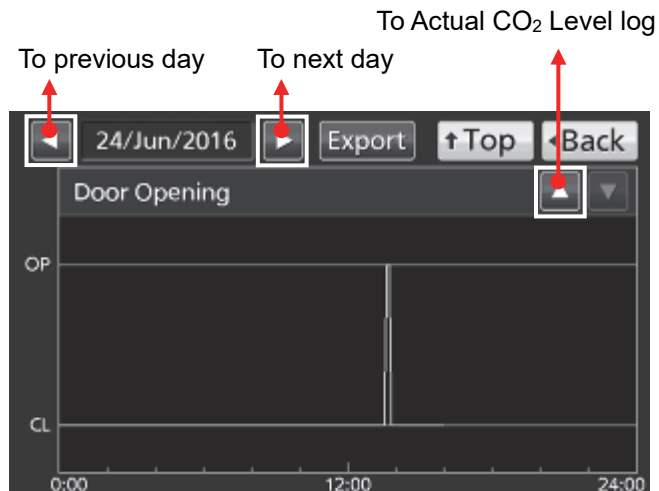 To Actual CO₂ Level log
To previous day To next day
24/Jun/2016 Export ↑Top Back
Door Opening
OP
CL
0:00 12:00 24:00